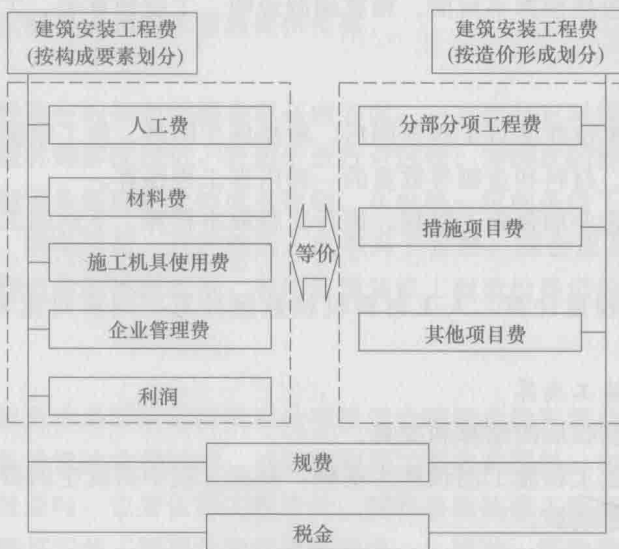 建筑安装工程费
(按构成要素划分)
建筑安装工程费
(按造价形成划分)
人工费
材料费
施工机具使用费
企业管理费
利润
等价
分部分项工程费
措施项目费
其他项目费
规费
税金